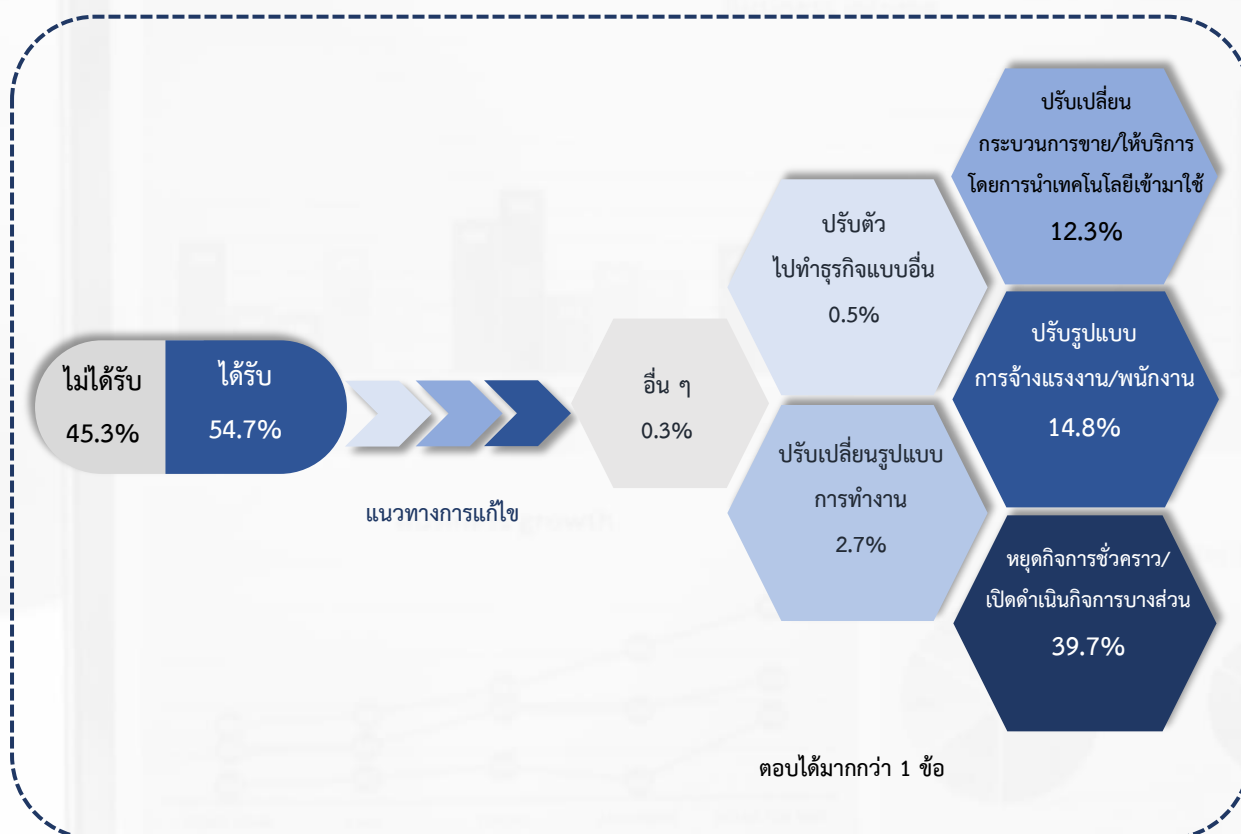 ปรับเปลี่ยน
กระบวนการขาย/ให้บริการ
โดยการนำเทคโนโลยีเข้ามาใช้
12.3%
ปรับตัว
ไปทำธุรกิจแบบอื่น
0.5%
ไม่ได้รับ
45.3%
ได้รับ
54.7%
แนวทางการแก้ไข
อื่น ๆ
0.3%
ปรับรูปแบบ
การจ้างแรงงาน/พนักงาน
14.8%
ปรับเปลี่ยนรูปแบบ
การทำงาน
2.7%
หยุดกิจการชั่วคราว/
เปิดดำเนินกิจการบางส่วน
39.7%
ตอบได้มากกว่า 1 ข้อ
growth